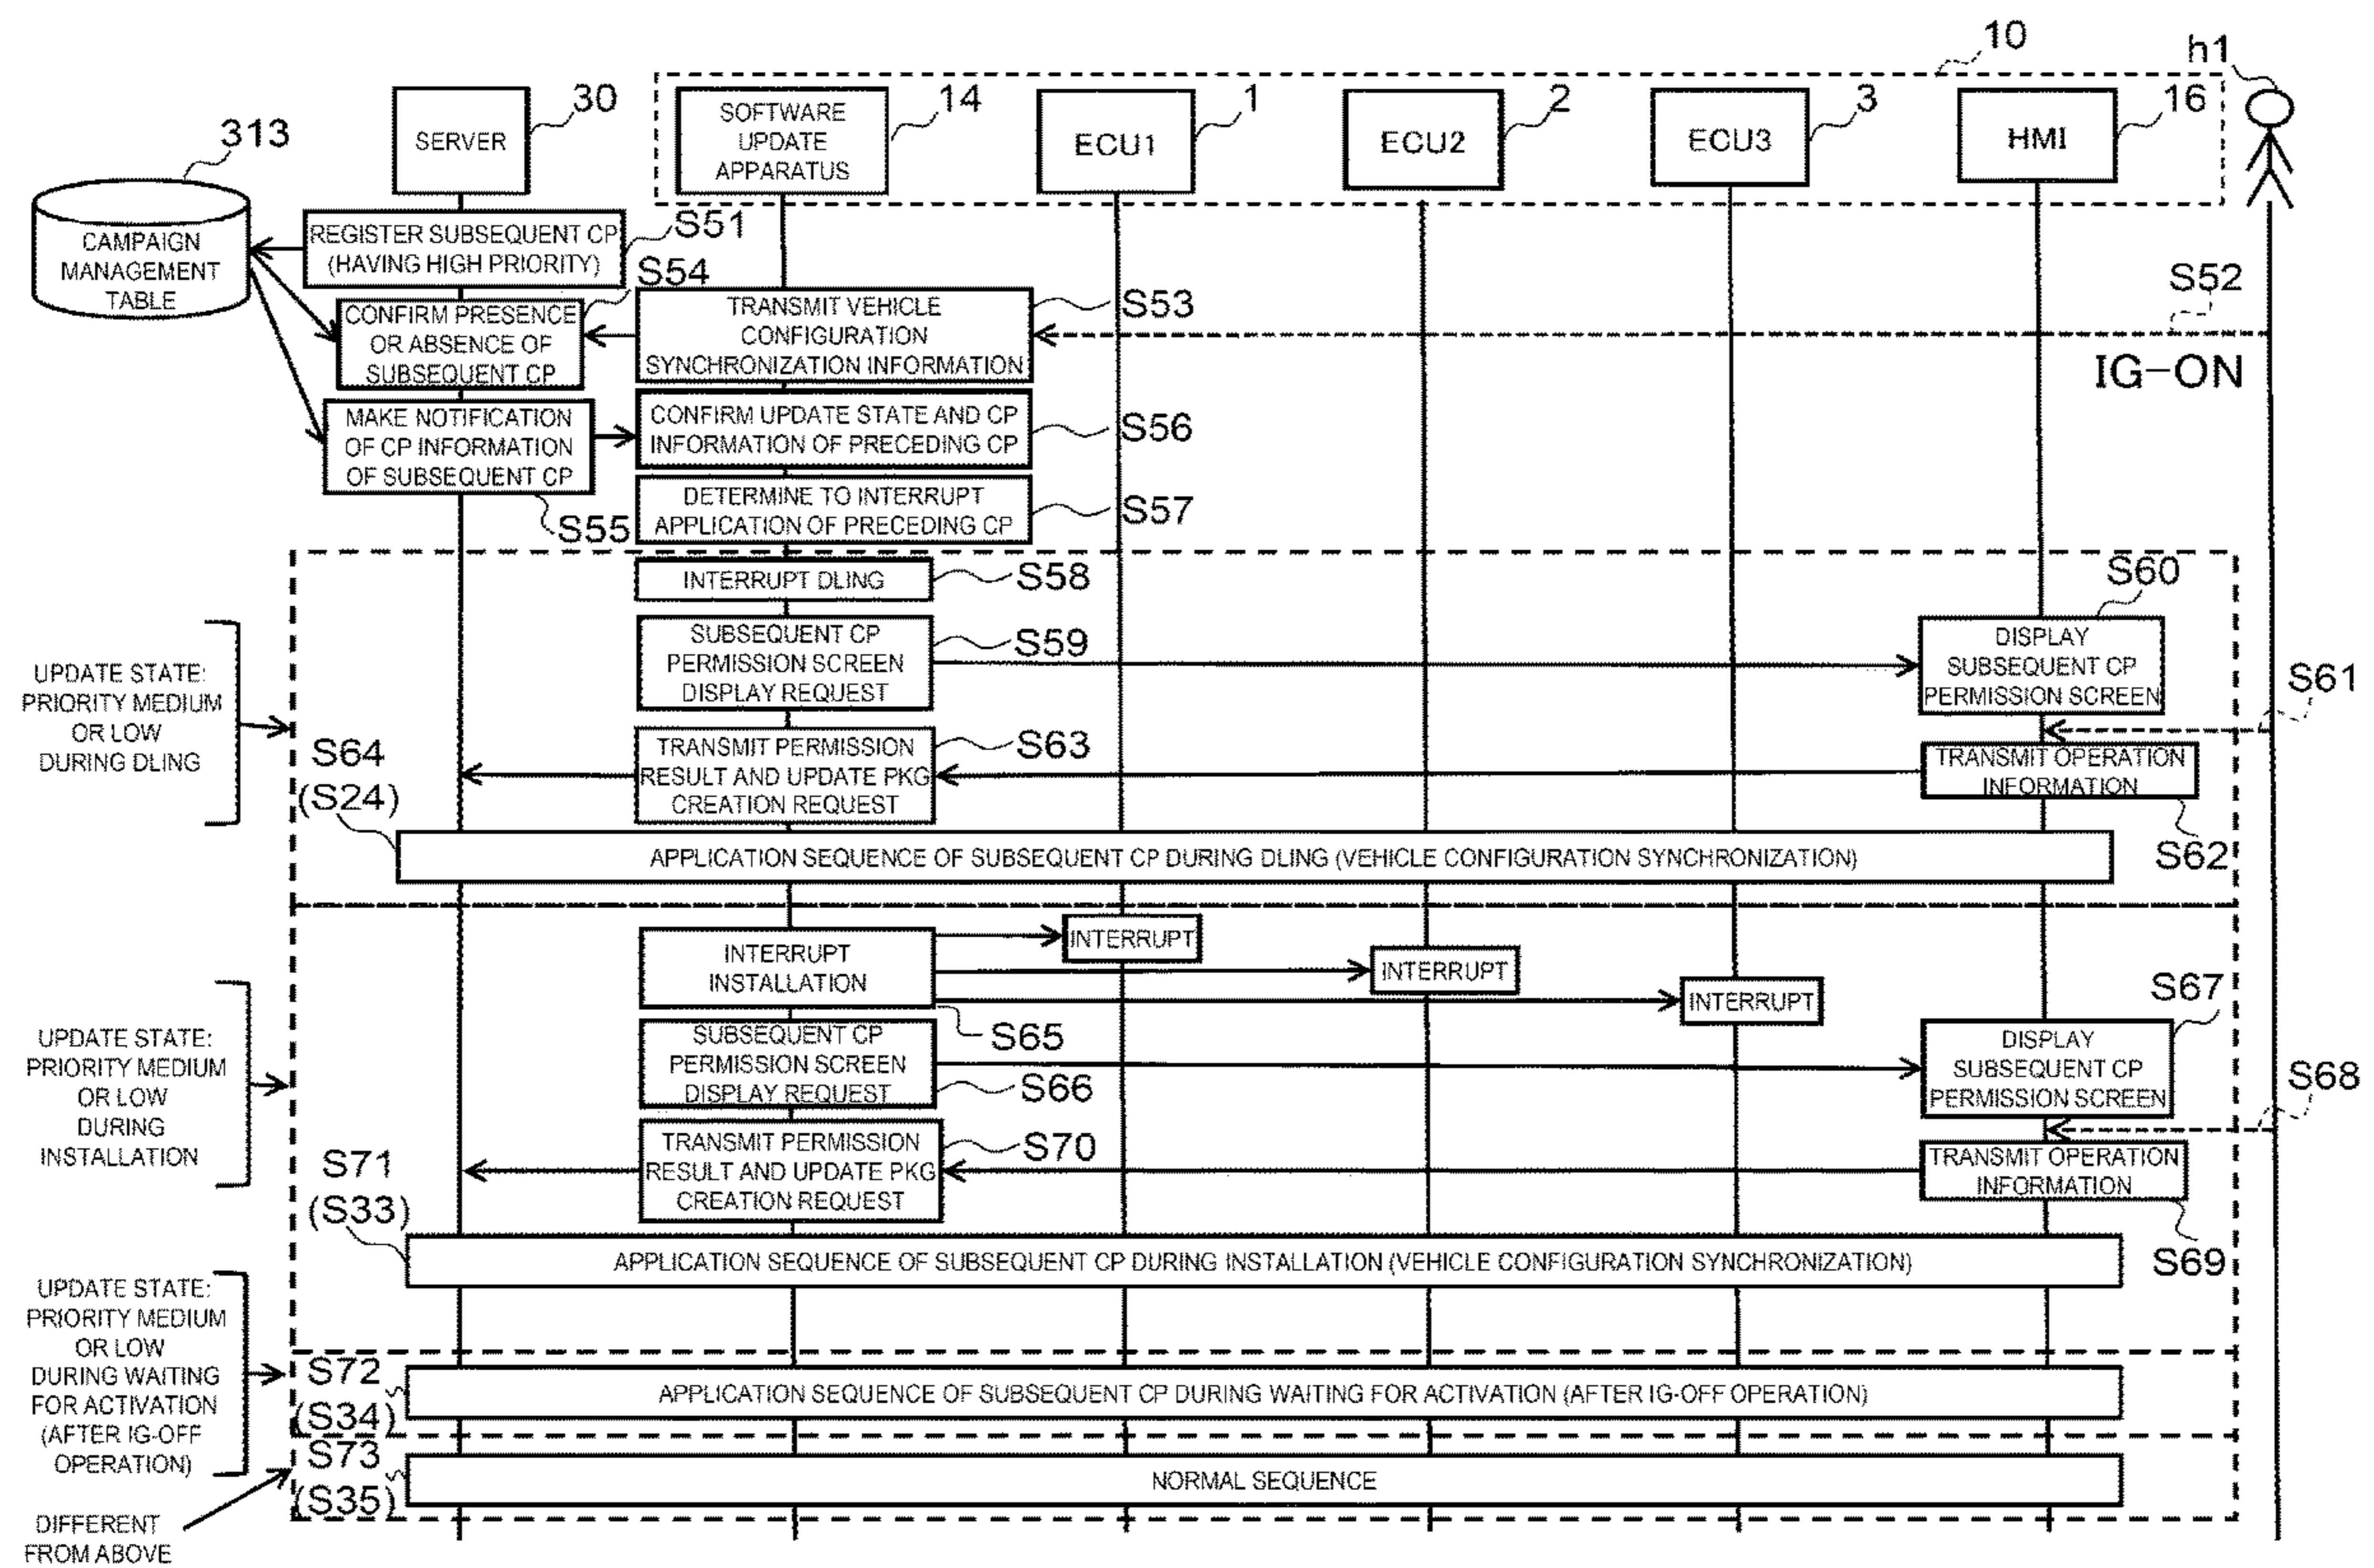 10
h1
30
14
1
2
3
16
313
SERVER
SOFTWARE
UPDATE
APPARATUS
ECU1
ECU2
ECU3
HMI
CAMPAIGN
MANAGEMENT
TABLE
REGISTER SUBSEQUENT CP
(HAVING HIGH PRIORITY)
S51
S54
CONFIRM PRESENCE
OR ABSENCE OF
SUBSEQUENT CP
TRANSMIT VEHICLE
CONFIGURATION
SYNCHRONIZATION INFORMATION
S53
S52
IG-ON
MAKE NOTIFICATION
OF CP INFORMATION
OF SUBSEQUENT CP
S55
CONFIRM UPDATE STATE AND CP
INFORMATION OF PRECEDING CP
S56
DETERMINE TO INTERRUPT
APPLICATION OF PRECEDING CP
S57
UPDATE STATE:
PRIORITY MEDIUM
OR LOW
DURING DLING
INTERRUPT DLING
S58
SUBSEQUENT CP
PERMISSION SCREEN
DISPLAY REQUEST
S59
S60
DISPLAY
SUBSEQUENT CP
PERMISSION SCREEN
S61
TRANSMIT PERMISSION
RESULT AND UPDATE PKG
CREATION REQUEST
S63
TRANSMIT OPERATION
INFORMATION
S62
S64
(S24)
APPLICATION SEQUENCE OF SUBSEQUENT CP DURING DLING (VEHICLE CONFIGURATION SYNCHRONIZATION)
UPDATE STATE:
PRIORITY MEDIUM
OR LOW
DURING
INSTALLATION
INTERRUPT
INSTALLATION
S65
INTERRUPT
INTERRUPT
INTERRUPT
SUBSEQUENT CP
PERMISSION SCREEN
DISPLAY REQUEST
S66
S67
DISPLAY
SUBSEQUENT CP
PERMISSION SCREEN
S68
TRANSMIT PERMISSION
RESULT AND UPDATE PKG
CREATION REQUEST
S70
TRANSMIT OPERATION
INFORMATION
S69
S71
(S33)
APPLICATION SEQUENCE OF SUBSEQUENT CP DURING INSTALLATION (VEHICLE CONFIGURATION SYNCHRONIZATION)
UPDATE STATE:
PRIORITY MEDIUM
OR LOW
DURING WAITING
FOR ACTIVATION
(AFTER IG-OFF
OPERATION)
S72
(S34)
APPLICATION SEQUENCE OF SUBSEQUENT CP DURING WAITING FOR ACTIVATION (AFTER IG-OFF OPERATION)
S73
(S35)
NORMAL SEQUENCE
DIFFERENT
FROM ABOVE